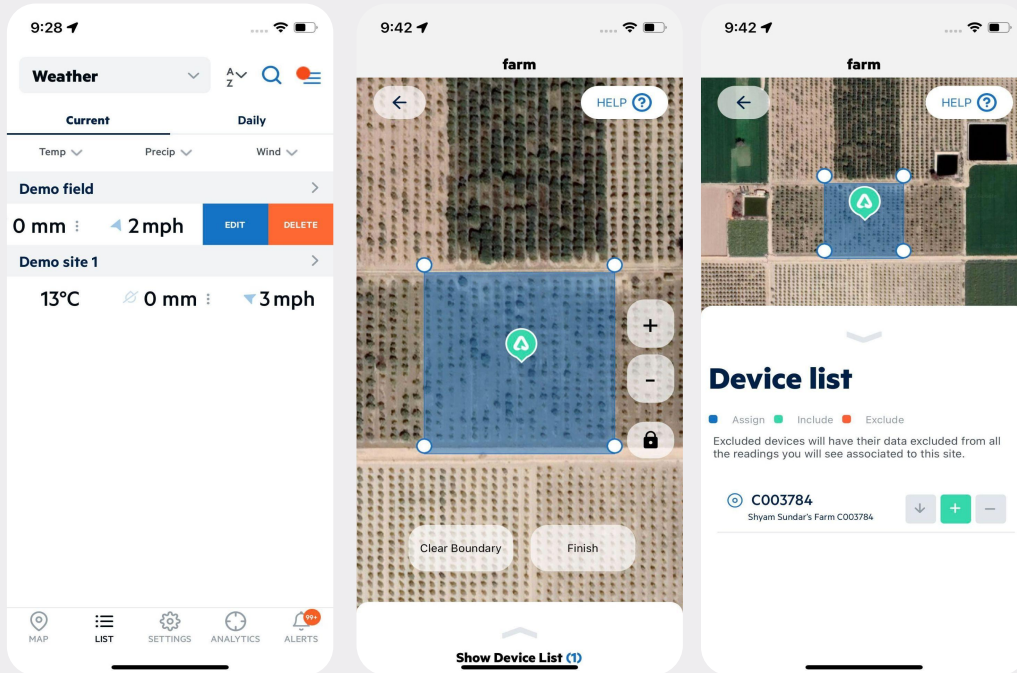 9:28
Weather
A
Z
Current Daily
Temp Precip Wind
Demo field
0 mm 2 mph EDIT DELETE
Demo site 1
13°C 0 mm 3 mph
99+
MAP LIST SETTINGS ANALYTICS ALERTS
9:42
farm
HELP ?
+
-
Clear Boundary Finish
Show Device List (1)
9:42
farm
HELP ?
Device list
Assign Include Exclude
Excluded devices will have their data excluded from all
the readings you will see associated to this site.
C003784
Shyam Sundar's Farm C003784
+ −